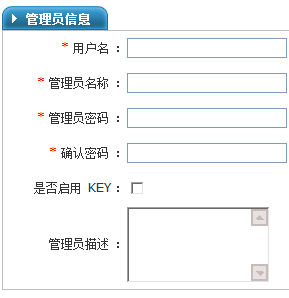 管理员信息
* 用户名：
* 管理员名称：
* 管理员密码：
* 确认密码：
是否启用 KEY：
管理员描述：